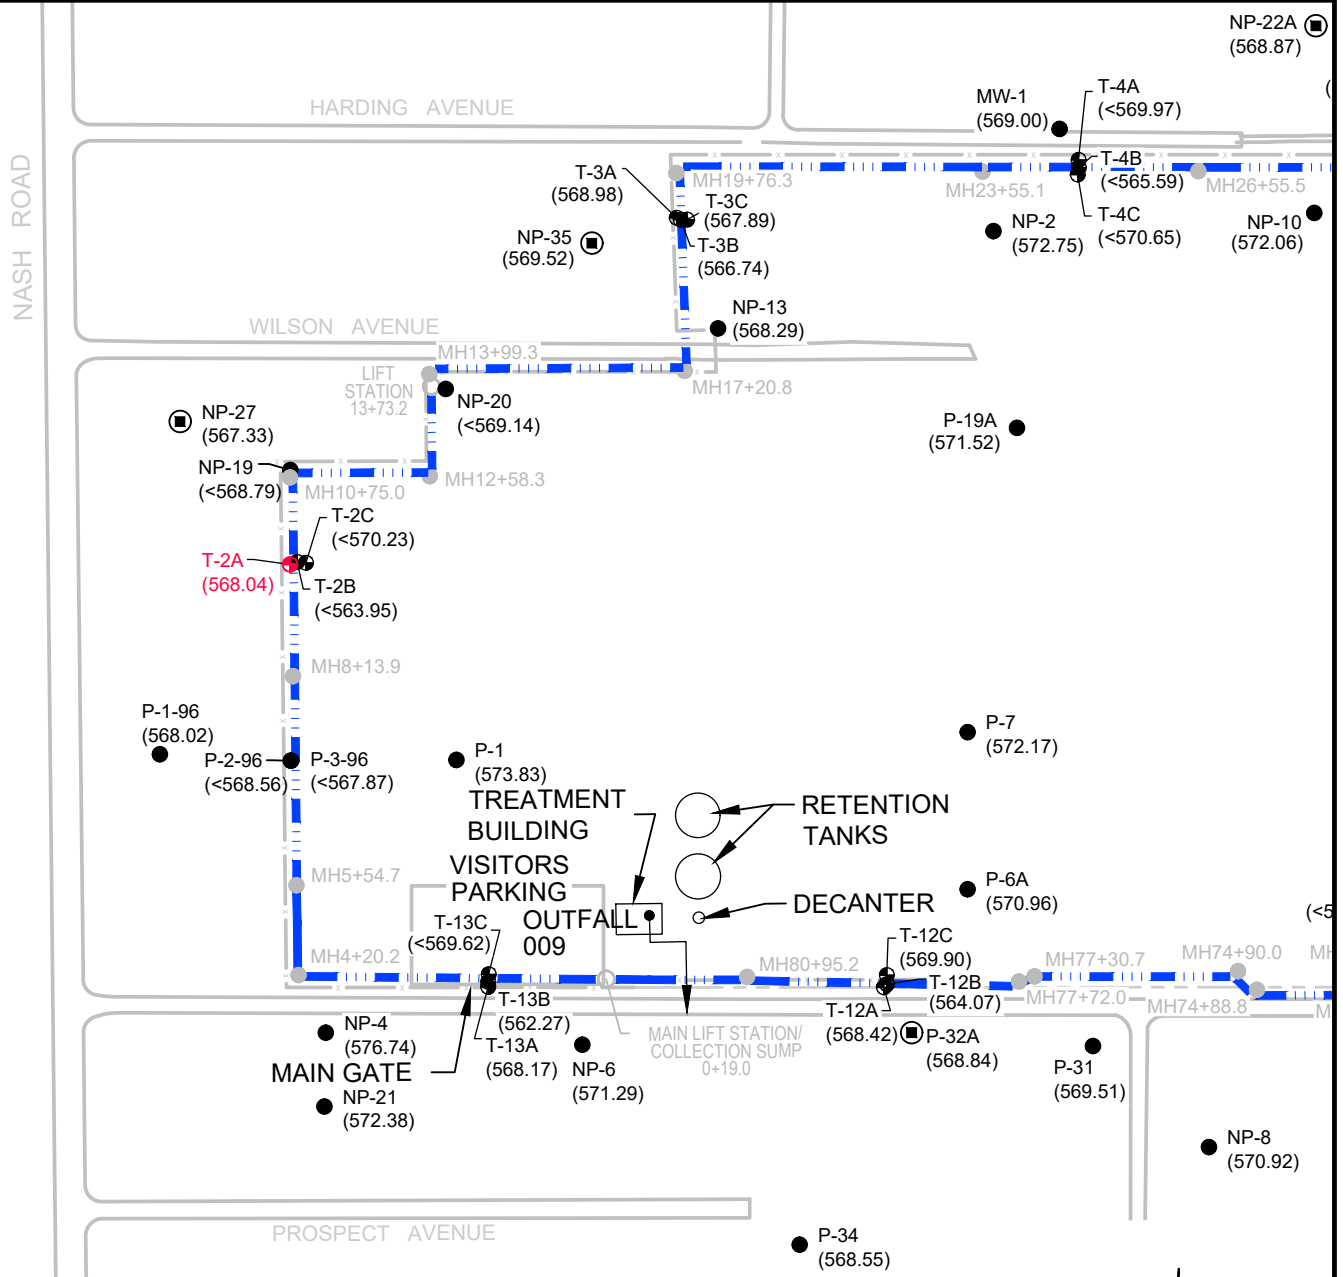 NP-22A
(568.87)
HARDING AVENUE
MW-1
(569.00)
T-4A
(<569.97)
T-4B
(<565.59)
T-4C
(<570.65)
NASH ROAD
T-3A
(568.98)
MH19+76.3
MH23+55.1
MH26+55.5
T-3C
(567.89)
T-3B
(566.74)
NP-35
(569.52)
NP-2
(572.75)
NP-10
(572.06)
NP-13
(568.29)
WILSON AVENUE
MH13+99.3
MH17+20.8
LIFT
STATION
13+73.2
NP-20
(<569.14)
NP-27
(567.33)
P-19A
(571.52)
NP-19
(<568.79)
MH10+75.0
MH12+58.3
T-2C
(<570.23)
T-2A
(568.04)
T-2B
(<563.95)
MH8+13.9
P-1-96
(568.02)
P-2-96
(<568.56)
P-3-96
(<567.87)
P-1
(573.83)
P-7
(572.17)
TREATMENT
BUILDING
RETENTION
TANKS
VISITORS
PARKING
MH5+54.7
OUTFALL
009
DECANTER
P-6A
(570.96)
(<5
T-13C
(<569.62)
T-12C
(569.90)
MH4+20.2
MH80+95.2
MH77+30.7
MH74+90.0
MH
T-12B
(564.07)
T-13B
(562.27)
T-12A
(568.42)
MH77+72.0
MH74+88.8
M
NP-4
(576.74)
T-13A
(568.17)
MAIN LIFT STATION/
COLLECTION SUMP
0+19.0
P-32A
(568.84)
MAIN GATE
NP-6
(571.29)
P-31
(569.51)
NP-21
(572.38)
NP-8
(570.92)
PROSPECT AVENUE
P-34
(568.55)